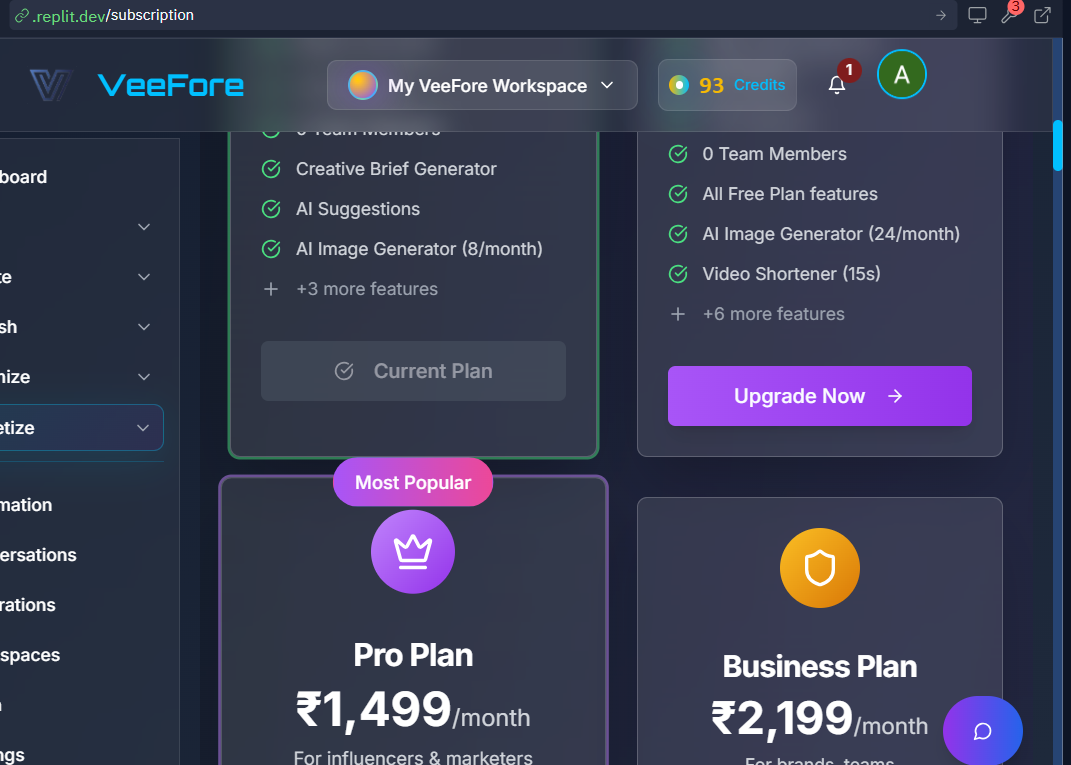 .replit.dev/subscription
3
VeeFore
My VeeFore Workspace
93 Credits
1
A
Team Members
Creative Brief Generator
AI Suggestions
AI Image Generator (8/month)
+3 more features
Current Plan
0 Team Members
All Free Plan features
AI Image Generator (24/month)
Video Shortener (15s)
+6 more features
Upgrade Now
board
te
sh
nize
etize
mation
ersations
rations
spaces
ngs
Most Popular
Pro Plan
₹1,499/month
For influencers & marketers
Business Plan
₹2,199/month
For brands, teams